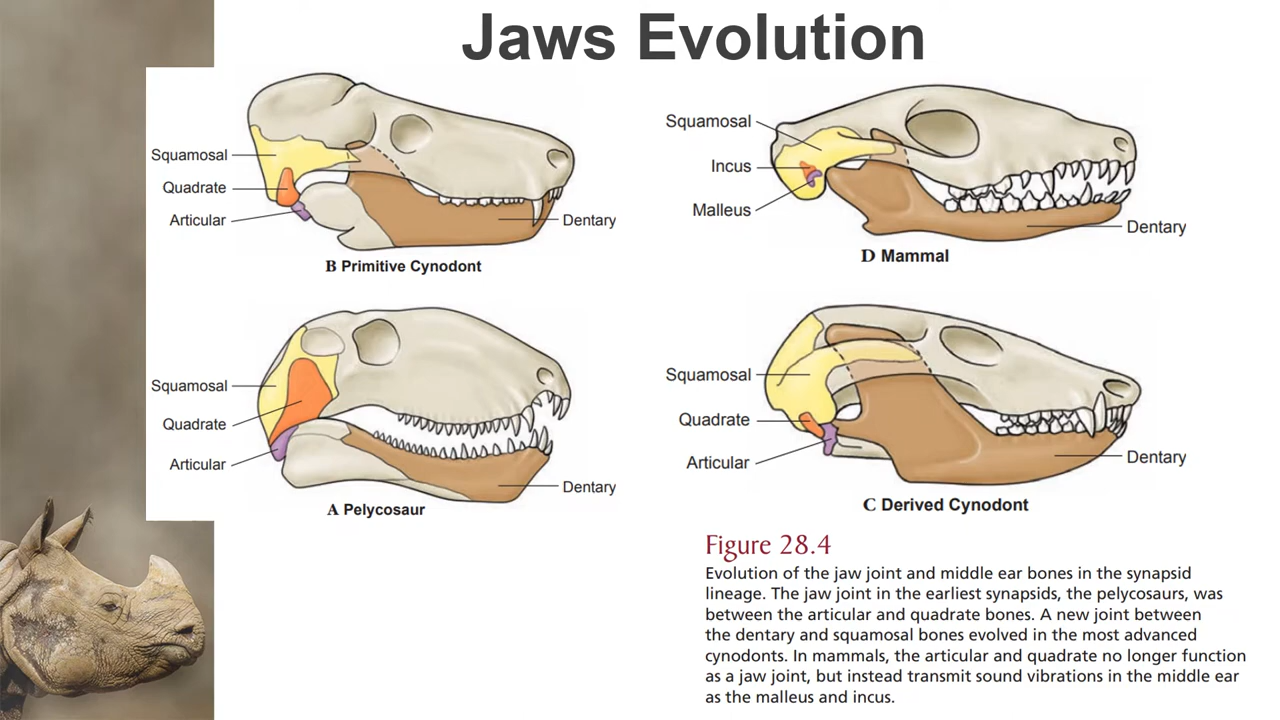 Jaws Evolution
Squamosal
Quadrate
Articular
Dentary
B Primitive Cynodont
Squamosal
Incus
Malleus
Dentary
D Mammal
Squamosal
Quadrate
Articular
Dentary
A Pelycosaur
Squamosal
Quadrate
Articular
Dentary
C Derived Cynodont
Figure 28.4
Evolution of the jaw joint and middle ear bones in the synapsid
lineage. The jaw joint in the earliest synapsids, the pelycosaurs, was
between the articular and quadrate bones. A new joint between
the dentary and squamosal bones evolved in the most advanced
cynodonts. In mammals, the articular and quadrate no longer function
as a jaw joint, but instead transmit sound vibrations in the middle ear
as the malleus and incus.